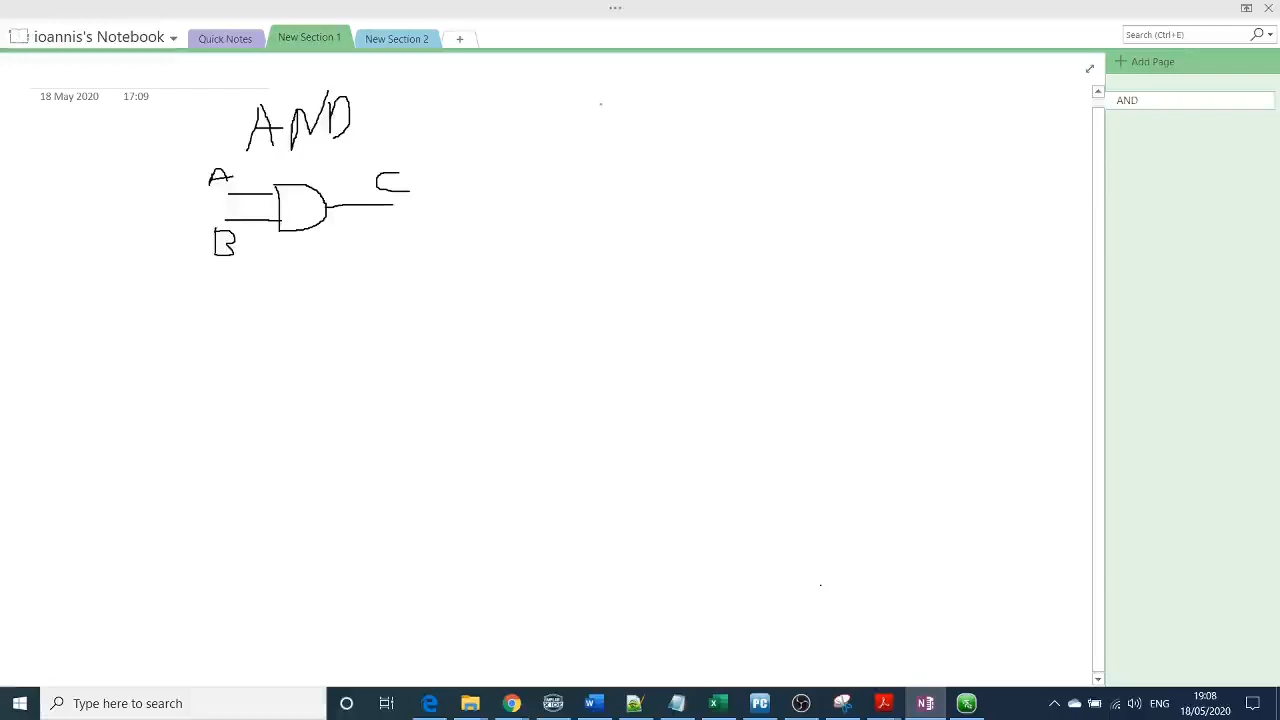 ioannis's Notebook
Quick Notes
New Section 1
New Section 2
+
Search (Ctrl+E)
Add Page
AND
18 May 2020 17:09
AND
A
B
C
Type here to search
ENG
19:08
18/05/2020